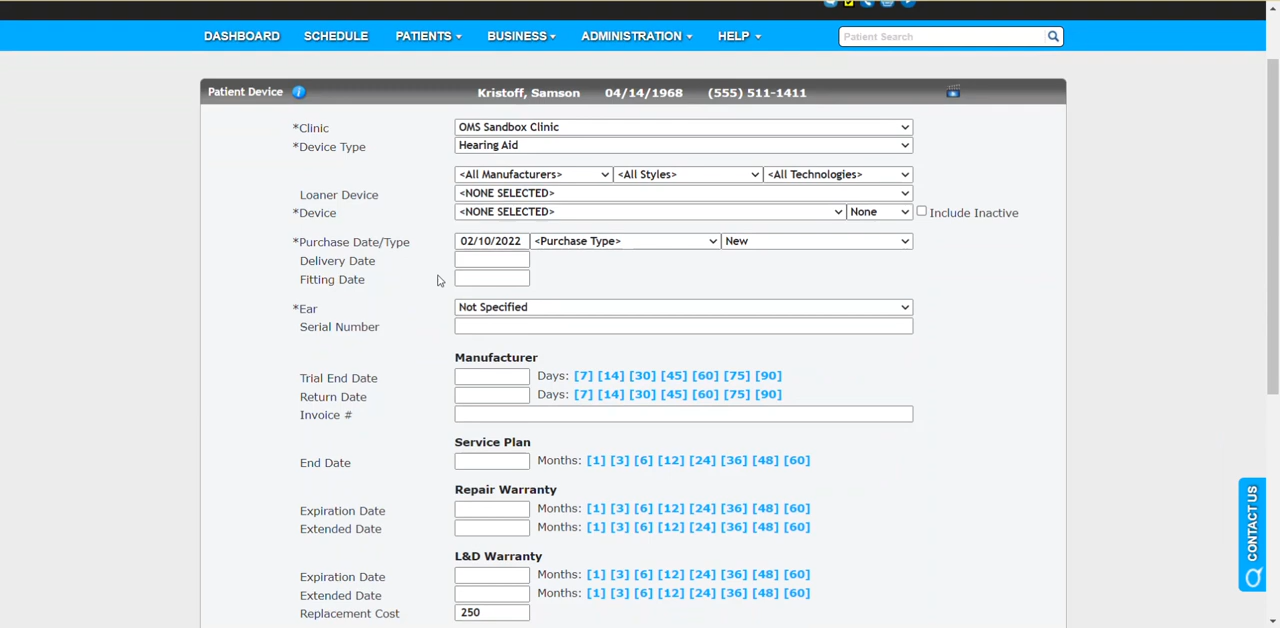 DASHBOARD SCHEDULE PATIENTS BUSINESS ADMINISTRATION HELP Patient Search
Patient Device Kristoff, Samson 04/14/1968 (555) 511-1411
*Clinic OMS Sandbox Clinic
*Device Type Hearing Aid
<All Manufacturers> <All Styles> <All Technologies>
Loaner Device <NONE SELECTED>
*Device <NONE SELECTED> None Include Inactive
*Purchase Date/Type 02/10/2022 <Purchase Type> New
Delivery Date
Fitting Date
*Ear Not Specified
Serial Number
Manufacturer
Trial End Date Days: [7] [14] [30] [45] [60] [75] [90]
Return Date Days: [7] [14] [30] [45] [60] [75] [90]
Invoice #
Service Plan
End Date Months: [1] [3] [6] [12] [24] [36] [48] [60]
Repair Warranty
Expiration Date Months: [1] [3] [6] [12] [24] [36] [48] [60]
Extended Date Months: [1] [3] [6] [12] [24] [36] [48] [60]
L&D Warranty
Expiration Date Months: [1] [3] [6] [12] [24] [36] [48] [60]
Extended Date Months: [1] [3] [6] [12] [24] [36] [48] [60]
Replacement Cost 250
CONTACT US